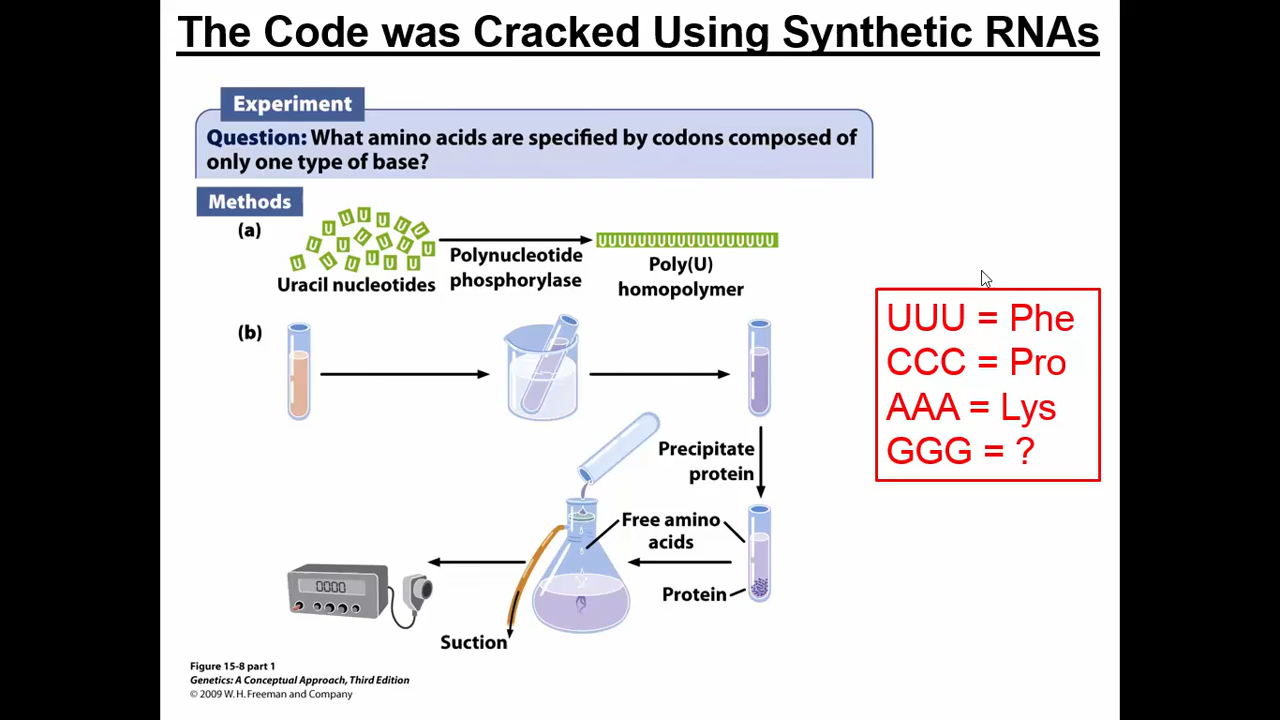 The Code was Cracked Using Synthetic RNAs
Experiment
Question: What amino acids are specified by codons composed of
only one type of base?
Methods
(a)
U U U U U U U U U U U U U U U U U U U
Uracil nucleotides
Polynucleotide
phosphorylase
UUUUUUUUUUUUUUUUUU
Poly(U)
homopolymer
(b)
UUU = Phe
CCC = Pro
AAA = Lys
GGG = ?
Precipitate
protein
Free amino
acids
Protein
0000
Suction
Figure 15-8 part 1
Genetics: A Conceptual Approach, Third Edition
© 2009 W. H. Freeman and Company